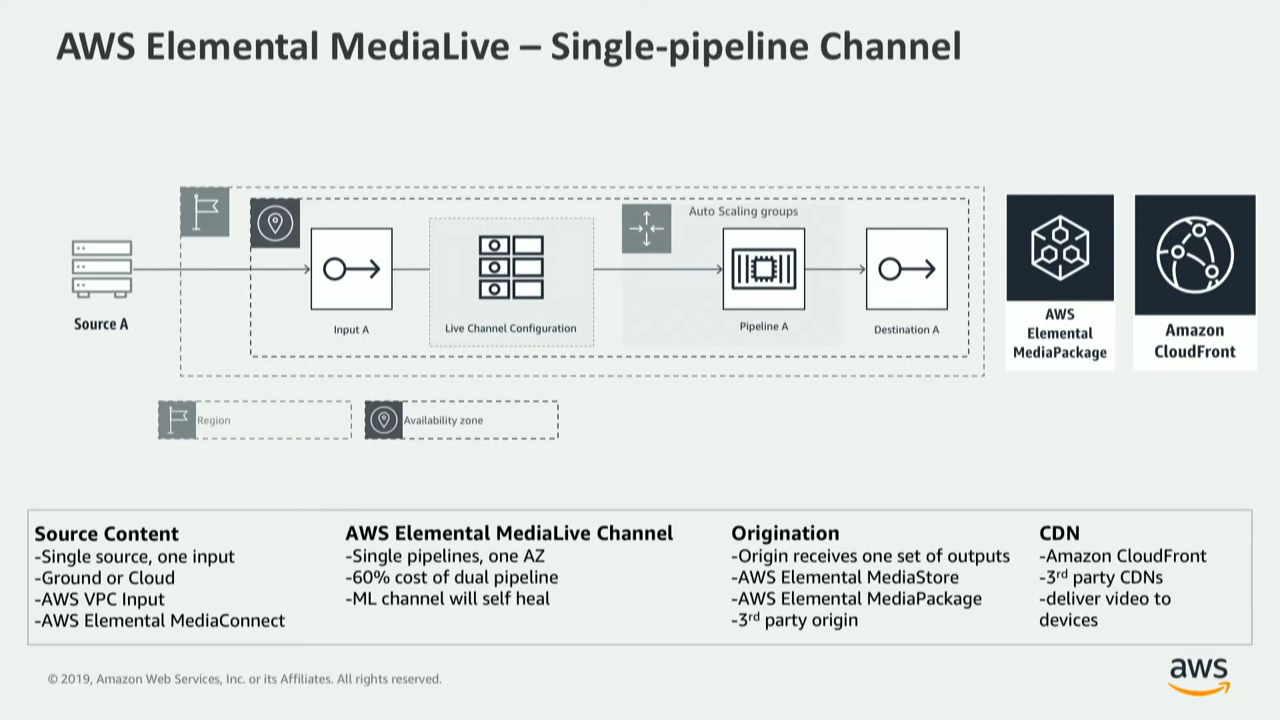 AWS Elemental MediaLive – Single-pipeline Channel
Auto Scaling groups
Source A
Input A
Live Channel Configuration
Pipeline A
Destination A
AWS
Elemental
MediaPackage
Amazon
CloudFront
Region
Availability zone
Source Content
-Single source, one input
-Ground or Cloud
-AWS VPC Input
-AWS Elemental MediaConnect
AWS Elemental MediaLive Channel
-Single pipelines, one AZ
-60% cost of dual pipeline
-ML channel will self heal
Origination
-Origin receives one set of outputs
-AWS Elemental MediaStore
-AWS Elemental MediaPackage
-3rd party origin
CDN
-Amazon CloudFront
-3rd party CDNs
-deliver video to
devices
© 2019, Amazon Web Services, Inc. or its Affiliates. All rights reserved.
aws